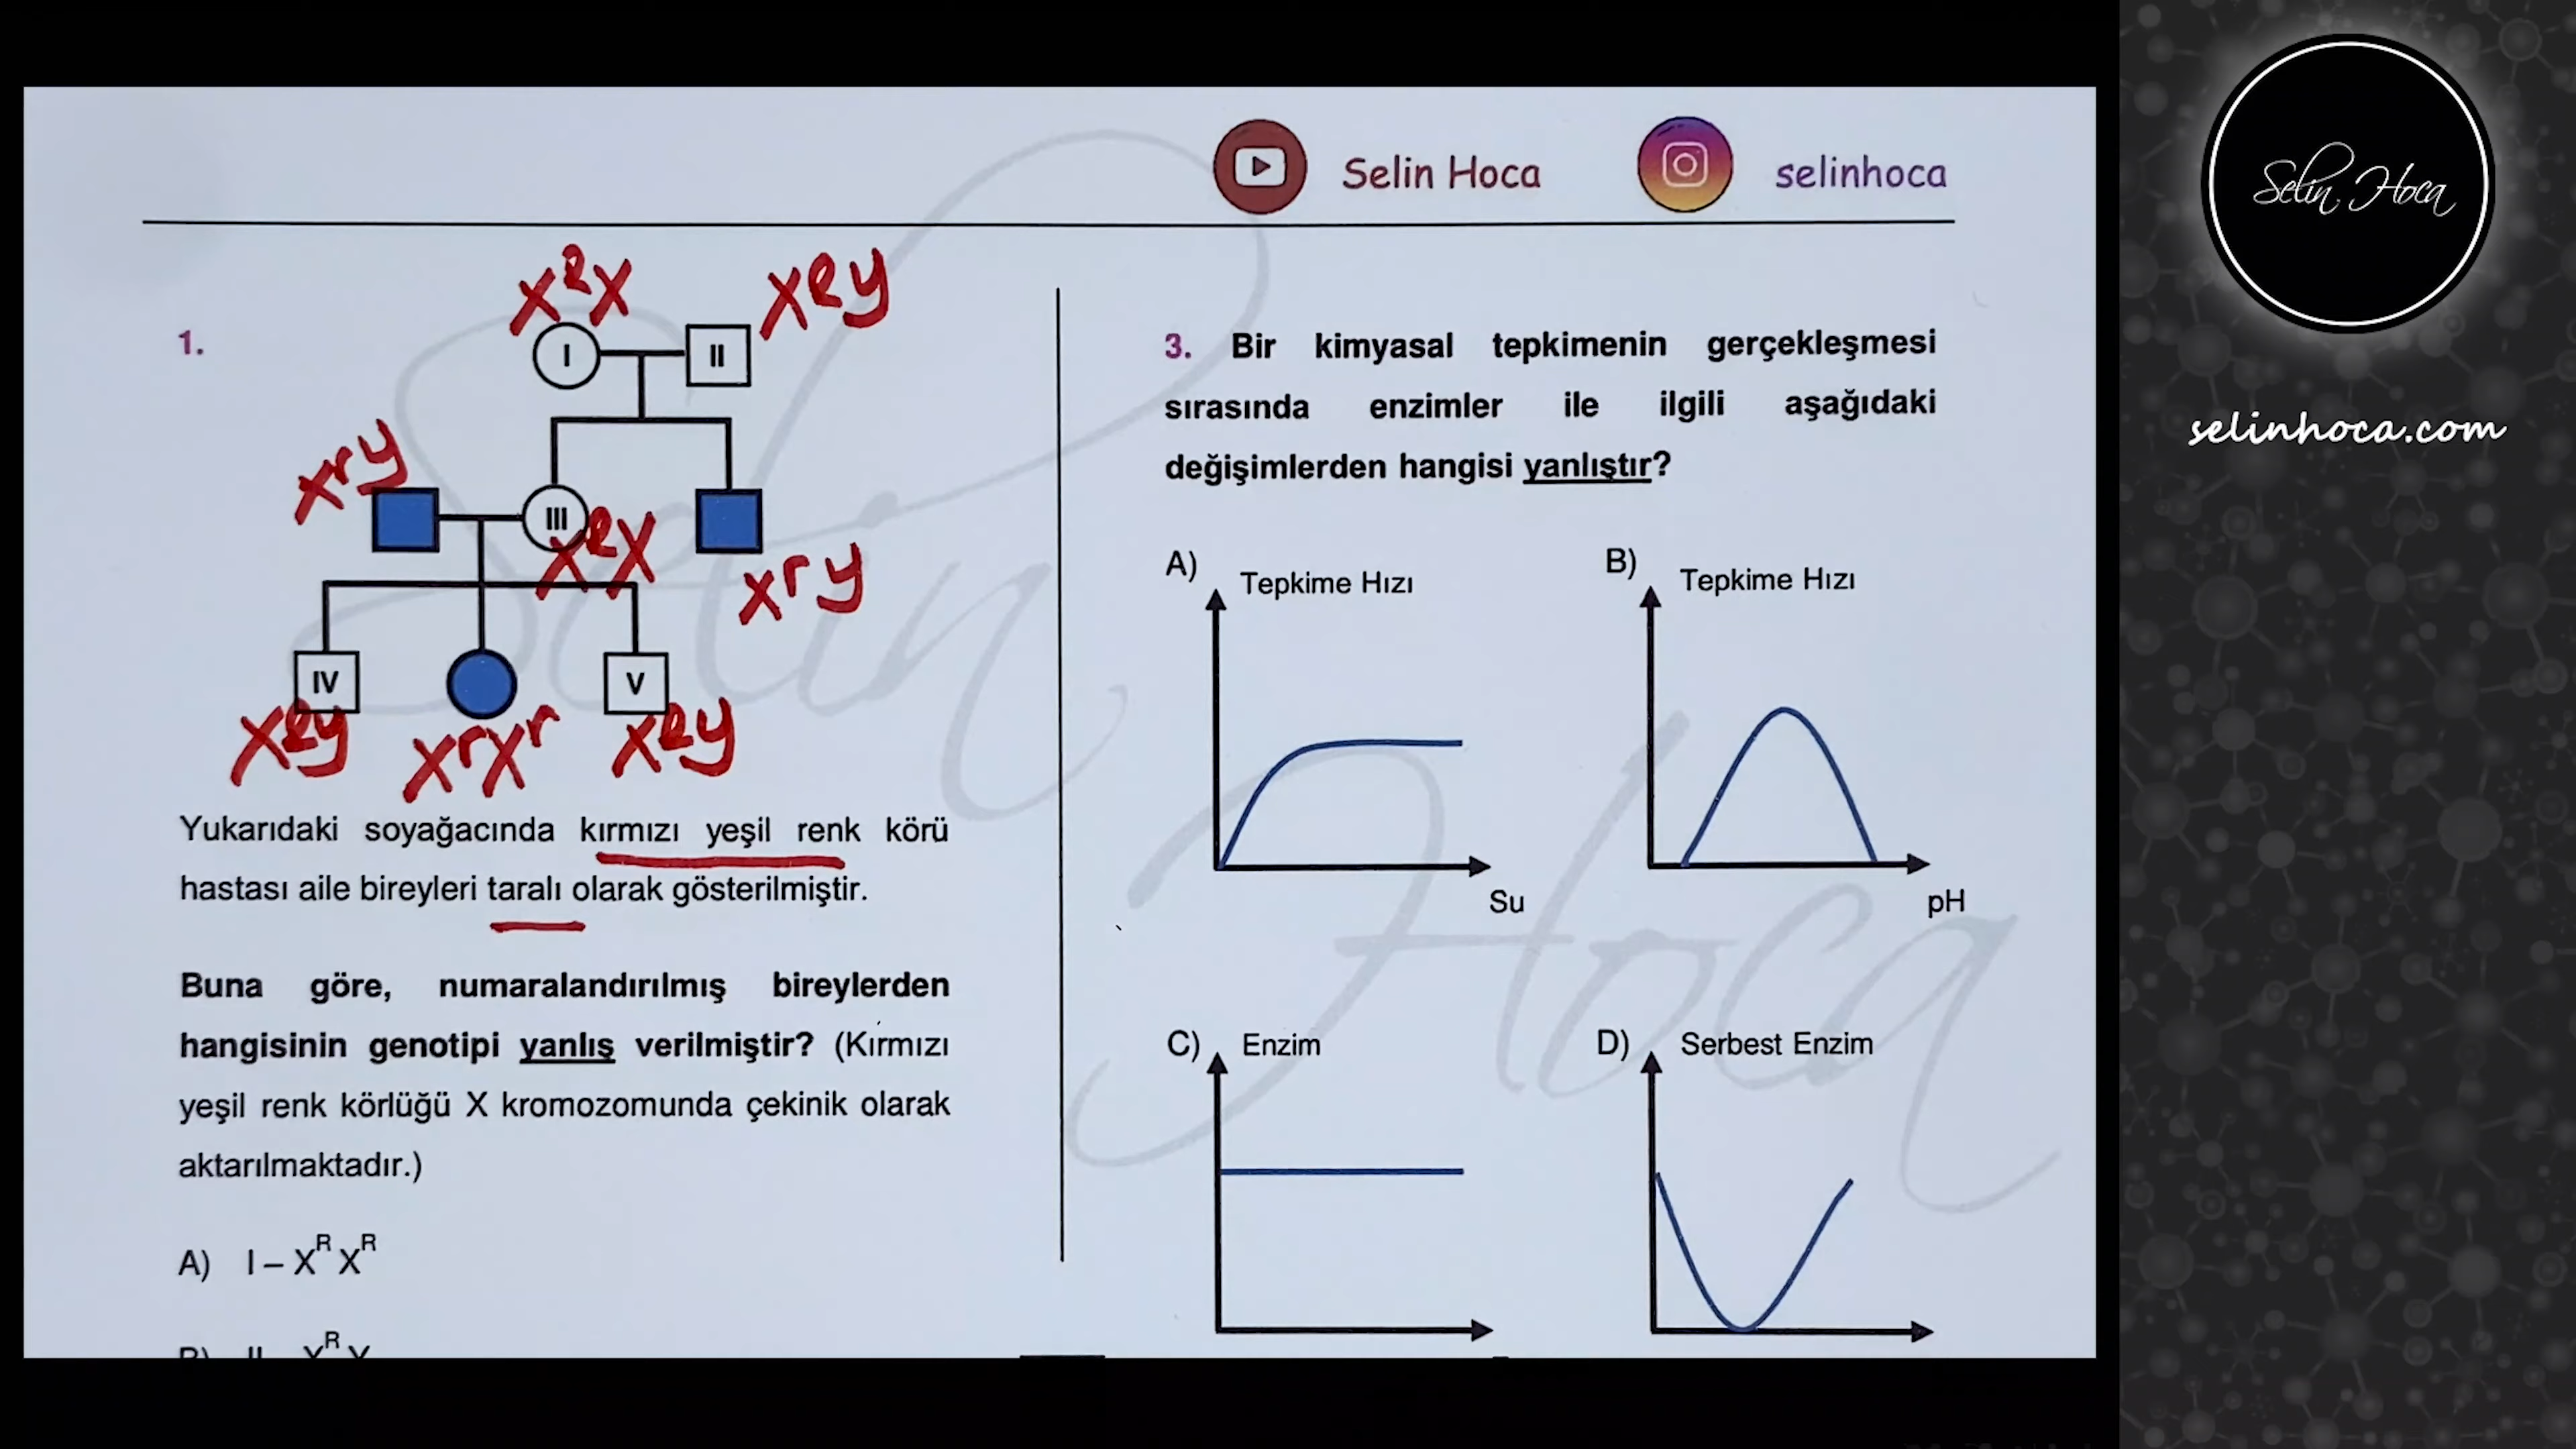 Selin Hoca
selinhoca
Selin Hoca
selinhoca.com
1.
XᴿX
XᴿY
I
II
XʳY
III
XᴿX
XʳY
IV
V
XᴿY
XʳXʳ
XᴿY
Yukarıdaki soyağacında kırmızı yeşil renk körü
hastası aile bireyleri taralı olarak gösterilmiştir.
Buna göre, numaralandırılmış bireylerden
hangisinin genotipi yanlış verilmiştir? (Kırmızı
yeşil renk körlüğü X kromozomunda çekinik olarak
aktarılmaktadır.)
A) I – XᴿXᴿ
3. Bir kimyasal tepkimenin gerçekleşmesi
sırasında enzimler ile ilgili aşağıdaki
değişimlerden hangisi yanlıştır?
A) Tepkime Hızı
Su
B) Tepkime Hızı
pH
C) Enzim
D) Serbest Enzim
Selin Hoca